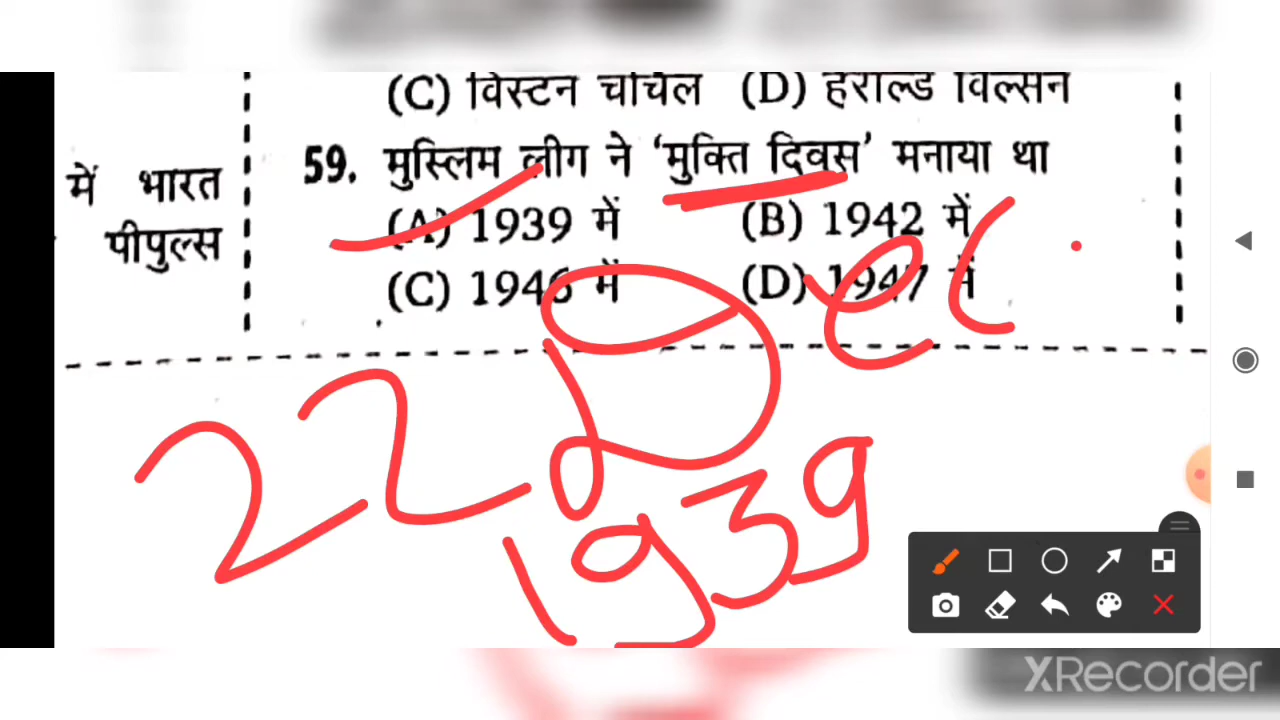 (C) विस्टन चर्चिल (D) हेराल्ड विल्सन
में भारत
पीपुल्स
59. मुस्लिम लीग ने ‘मुक्ति दिवस’ मनाया था
(A) 1939 में (B) 1942 में
(C) 1946 में (D) 1947 में
22 Dec
1939
XRecorder